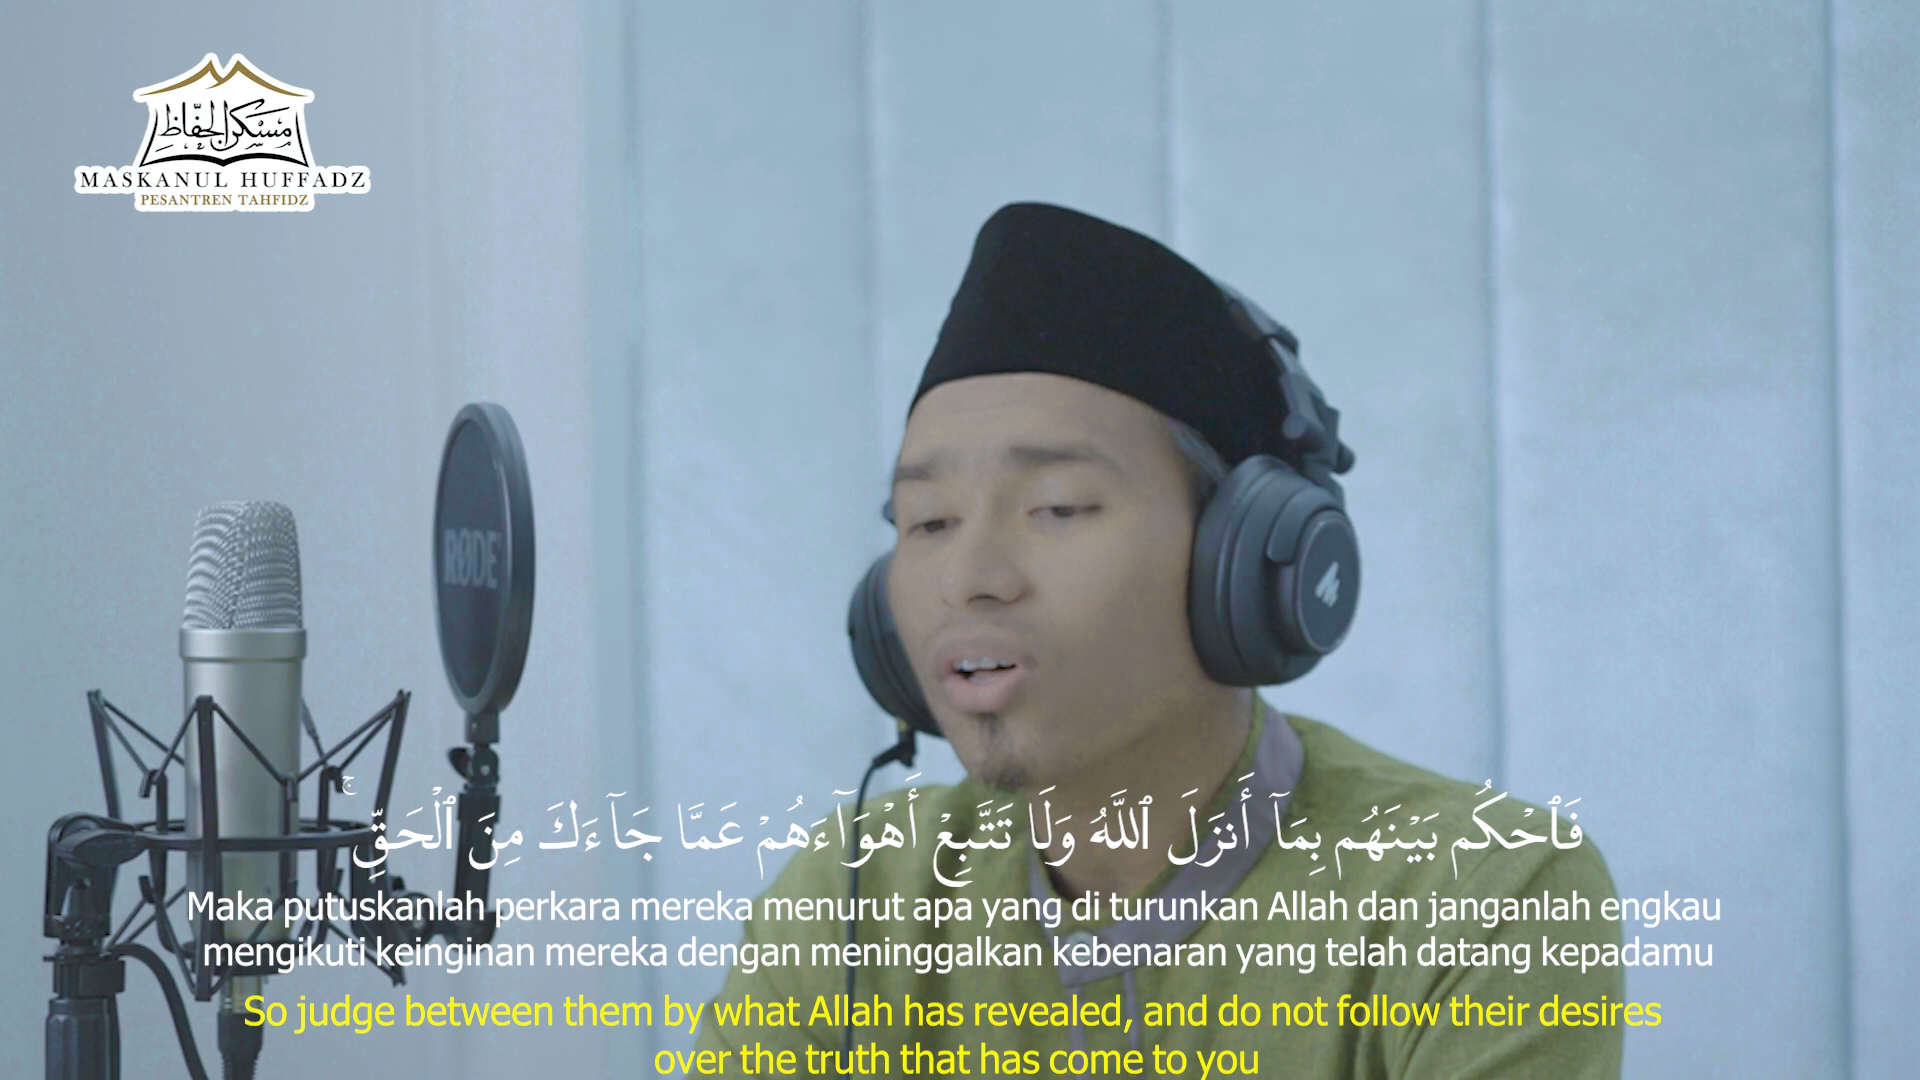 مسكن الحفاظ
MASKANUL HUFFADZ
PESANTREN TAHFIDZ
RØDE
فَٱحْكُم بَيْنَهُم بِمَآ أَنزَلَ ٱللَّهُ وَلَا تَتَّبِعْ أَهْوَآءَهُمْ عَمَّا جَآءَكَ مِنَ ٱلْحَقِّ ۚ
Maka putuskanlah perkara mereka menurut apa yang di turunkan Allah dan janganlah engkau
mengikuti keinginan mereka dengan meninggalkan kebenaran yang telah datang kepadamu
So judge between them by what Allah has revealed, and do not follow their desires
over the truth that has come to you